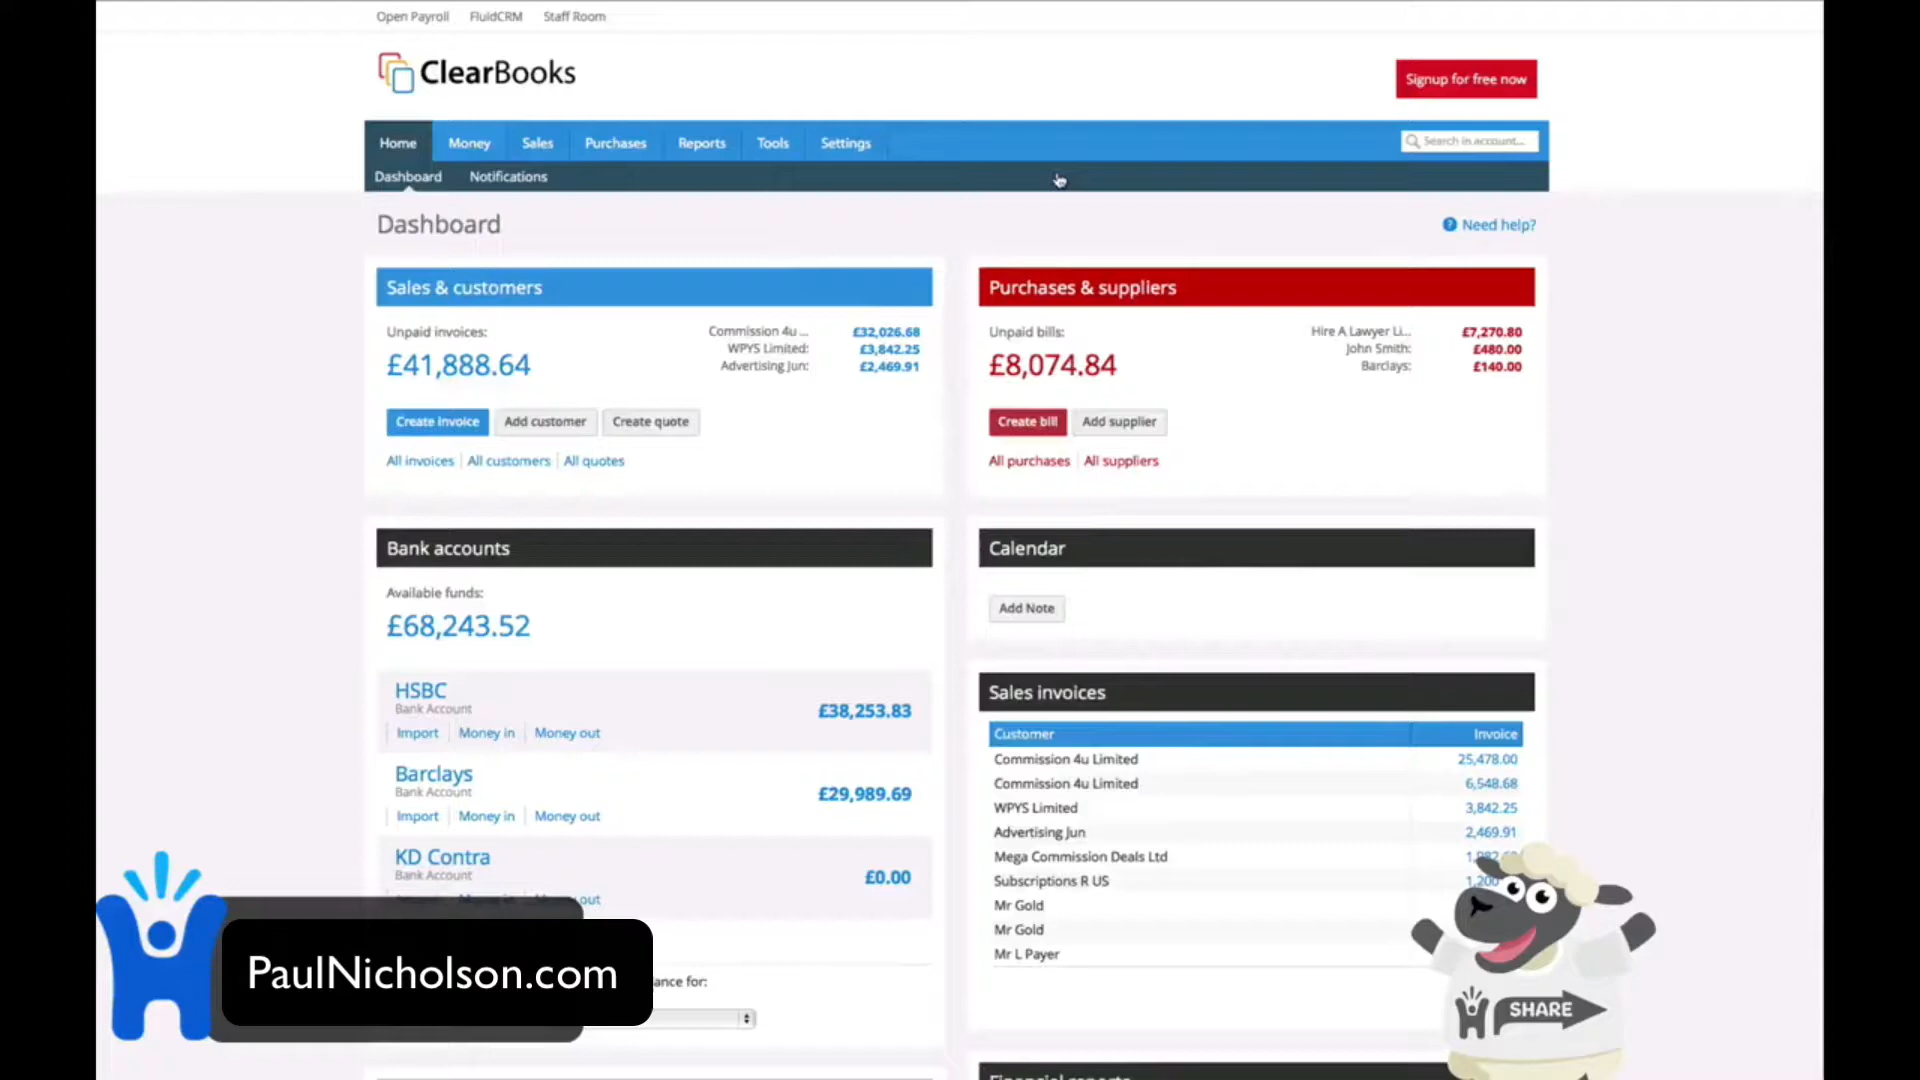 Open Payroll FluidCRM Staff Room
ClearBooks
Signup for free now
Home Money Sales Purchases Reports Tools Settings
Search in account...
Dashboard Notifications
Dashboard
Need help?
Sales & customers
Unpaid invoices:
£41,888.64
Commission 4u ... £32,026.68
WPYS Limited: £3,842.25
Advertising Jun: £2,469.91
Create invoice Add customer Create quote
All invoices All customers All quotes
Purchases & suppliers
Unpaid bills:
£8,074.84
Hire A Lawyer Li... £7,270.80
John Smith: £480.00
Barclays: £140.00
Create bill Add supplier
All purchases All suppliers
Bank accounts
Available funds:
£68,243.52
HSBC
Bank Account
£38,253.83
Import Money in Money out
Barclays
Bank Account
£29,989.69
Import Money in Money out
KD Contra
Bank Account
£0.00
out
ance for:
Calendar
Add Note
Sales invoices
Customer Invoice
Commission 4u Limited 25,478.00
Commission 4u Limited 6,548.68
WPYS Limited 3,842.25
Advertising Jun 2,469.91
Mega Commission Deals Ltd
Subscriptions R US 1,200
Mr Gold
Mr Gold
Mr L Payer
PaulNicholson.com
SHARE